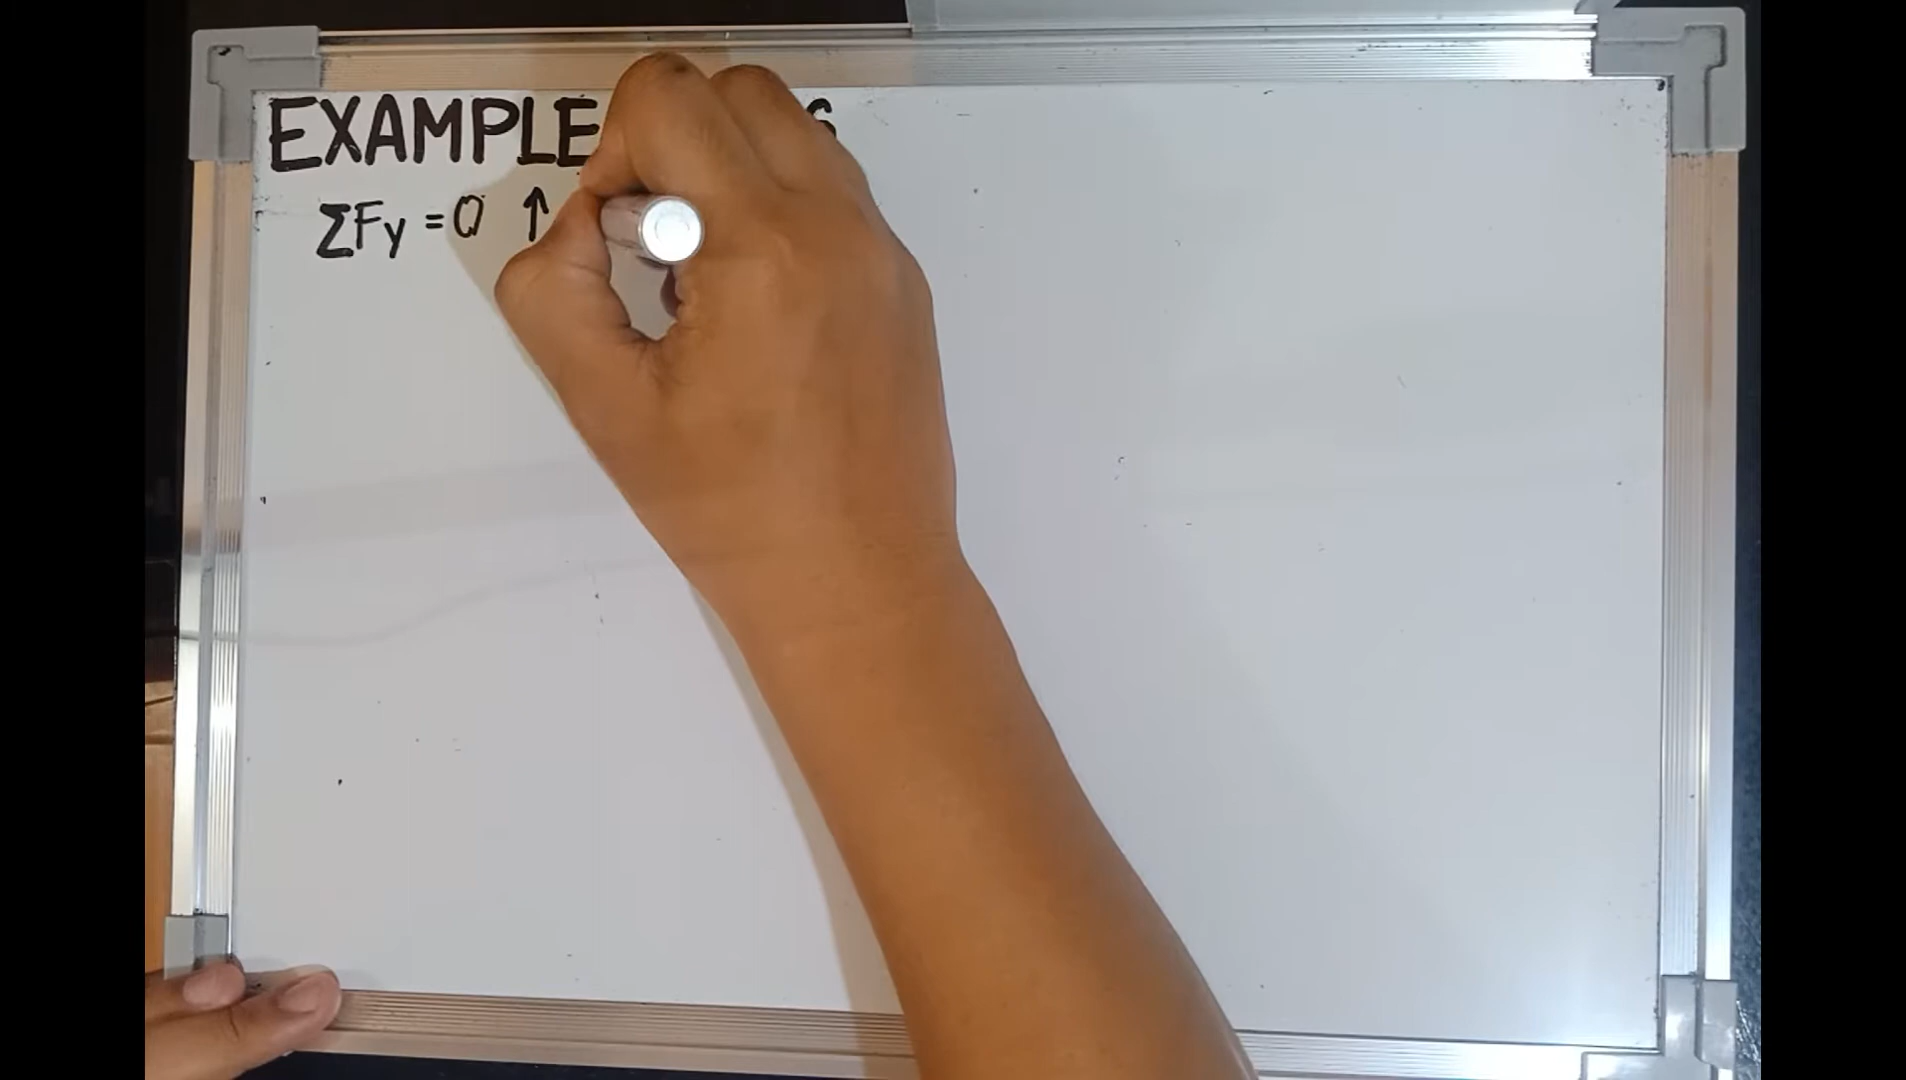 EXAMPLE
ΣFy = 0 ↑